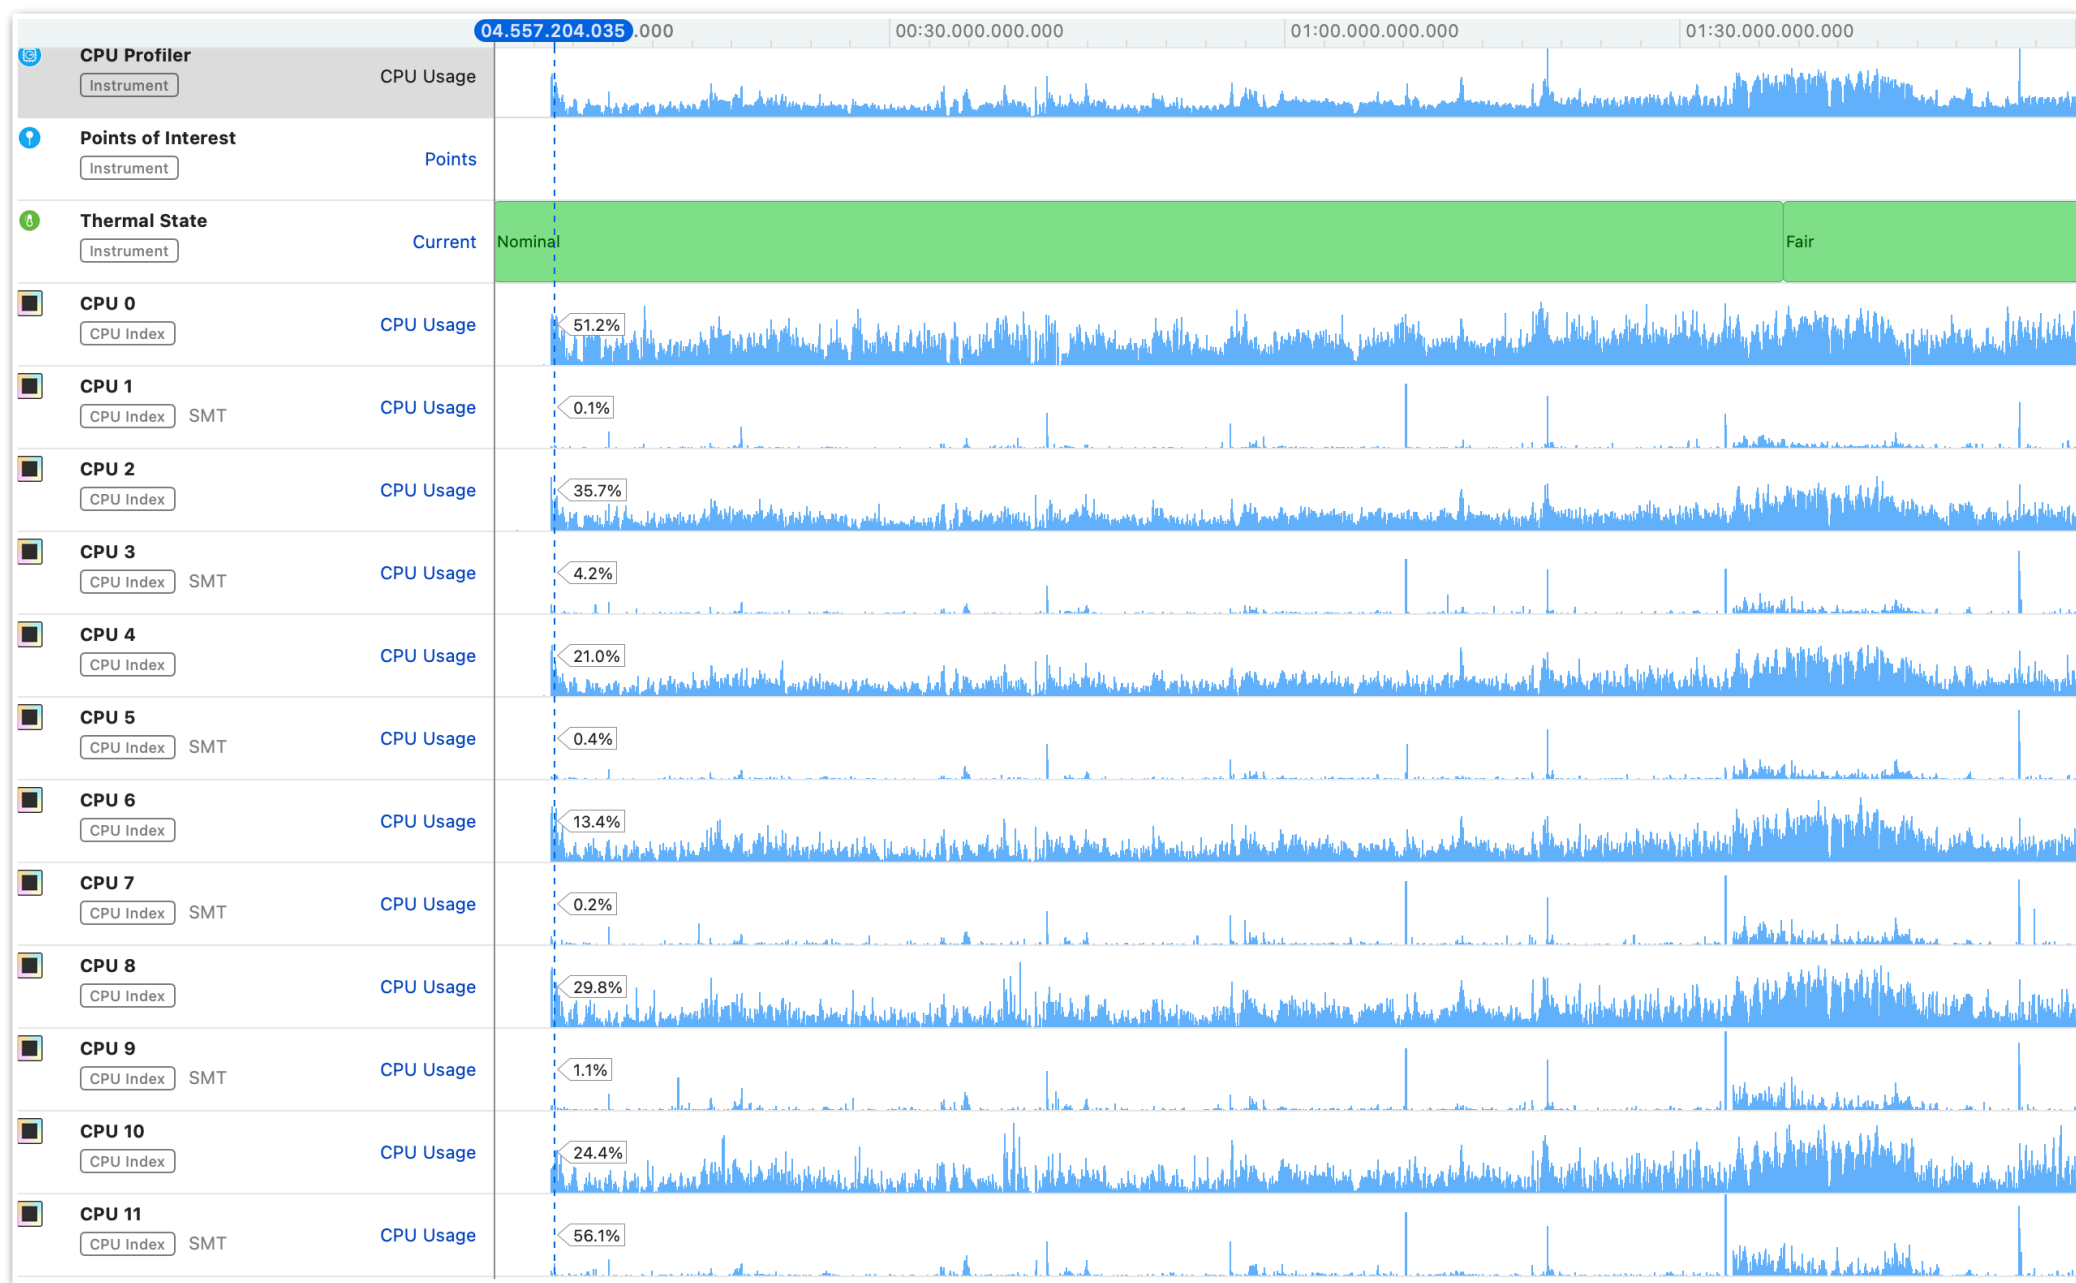 04.557.204.035 .000 00:30.000.000.000 01:00.000.000.000 01:30.000.000.000
CPU Profiler
Instrument
CPU Usage
Points of Interest
Instrument
Points
Thermal State
Instrument
Current
Nominal
Fair
CPU 0
CPU Index
CPU Usage
51.2%
CPU 1
CPU Index SMT
CPU Usage
0.1%
CPU 2
CPU Index
CPU Usage
35.7%
CPU 3
CPU Index SMT
CPU Usage
4.2%
CPU 4
CPU Index
CPU Usage
21.0%
CPU 5
CPU Index SMT
CPU Usage
0.4%
CPU 6
CPU Index
CPU Usage
13.4%
CPU 7
CPU Index SMT
CPU Usage
0.2%
CPU 8
CPU Index
CPU Usage
29.8%
CPU 9
CPU Index SMT
CPU Usage
1.1%
CPU 10
CPU Index
CPU Usage
24.4%
CPU 11
CPU Index SMT
CPU Usage
56.1%